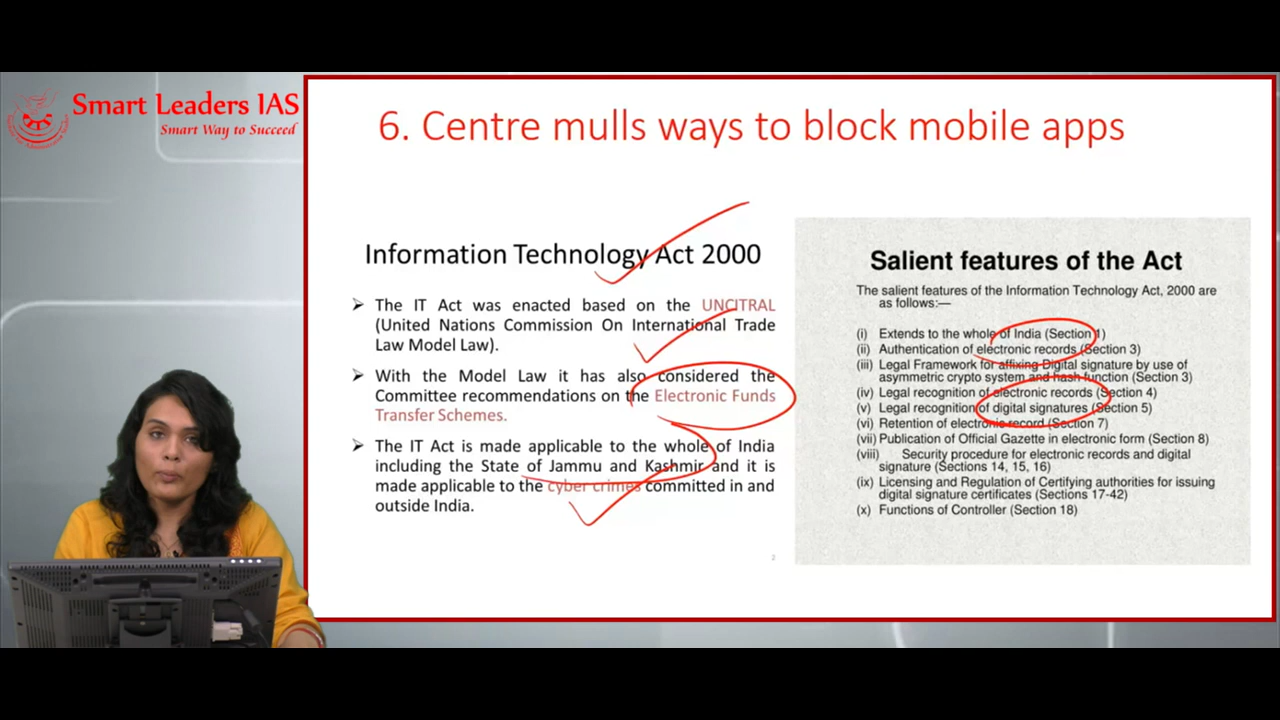 Smart Leaders IAS
Smart Way to Succeed
6. Centre mulls ways to block mobile apps
Information Technology Act 2000
➢ The IT Act was enacted based on the UNCITRAL
(United Nations Commission On International Trade
Law Model Law).
➢ With the Model Law it has also considered the
Committee recommendations on the Electronic Funds
Transfer Schemes.
➢ The IT Act is made applicable to the whole of India
including the State of Jammu and Kashmir and it is
made applicable to the cyber crimes committed in and
outside India.
2
Salient features of the Act
The salient features of the Information Technology Act, 2000 are
as follows:—
(i) Extends to the whole of India (Section 1)
(ii) Authentication of electronic records (Section 3)
(iii) Legal Framework for affixing Digital signature by use of
asymmetric crypto system and hash function (Section 3)
(iv) Legal recognition of electronic records (Section 4)
(v) Legal recognition of digital signatures (Section 5)
(vi) Retention of electronic record (Section 7)
(vii) Publication of Official Gazette in electronic form (Section 8)
(viii) Security procedure for electronic records and digital
signature (Sections 14, 15, 16)
(ix) Licensing and Regulation of Certifying authorities for issuing
digital signature certificates (Sections 17-42)
(x) Functions of Controller (Section 18)